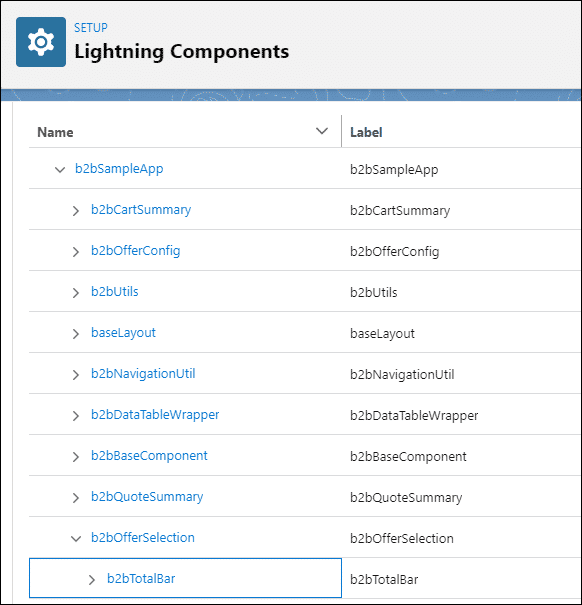 SETUP
Lightning Components
Name Label
b2bSampleApp b2bSampleApp
b2bCartSummary b2bCartSummary
b2bOfferConfig b2bOfferConfig
b2bUtils b2bUtils
baseLayout baseLayout
b2bNavigationUtil b2bNavigationUtil
b2bDataTableWrapper b2bDataTableWrapper
b2bBaseComponent b2bBaseComponent
b2bQuoteSummary b2bQuoteSummary
b2bOfferSelection b2bOfferSelection
b2bTotalBar b2bTotalBar